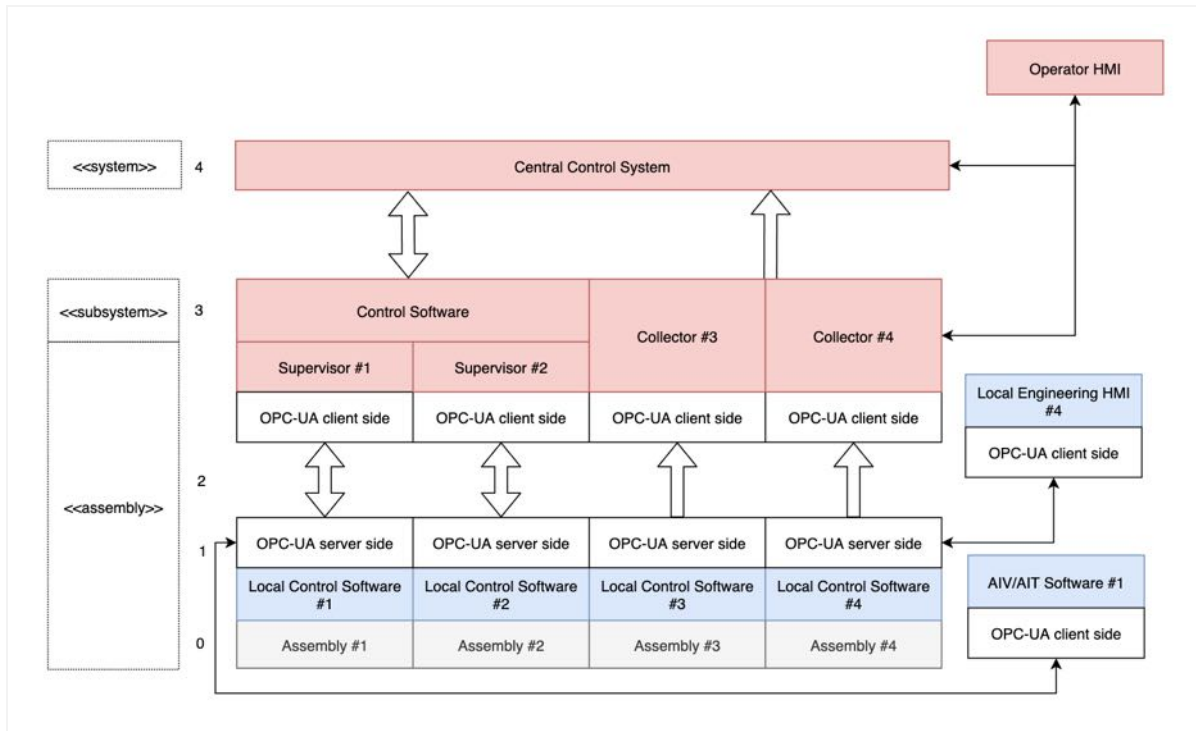 Operator HMI
<<system>>
4
Central Control System
<<subsystem>>
3
Control Software
Collector #3
Collector #4
Supervisor #1
Supervisor #2
OPC-UA client side
OPC-UA client side
OPC-UA client side
OPC-UA client side
Local Engineering HMI
#4
OPC-UA client side
2
<<assembly>>
1
OPC-UA server side
OPC-UA server side
OPC-UA server side
OPC-UA server side
Local Control Software
#1
Local Control Software
#2
Local Control Software
#3
Local Control Software
#4
AIV/AIT Software #1
OPC-UA client side
0
Assembly #1
Assembly #2
Assembly #3
Assembly #4